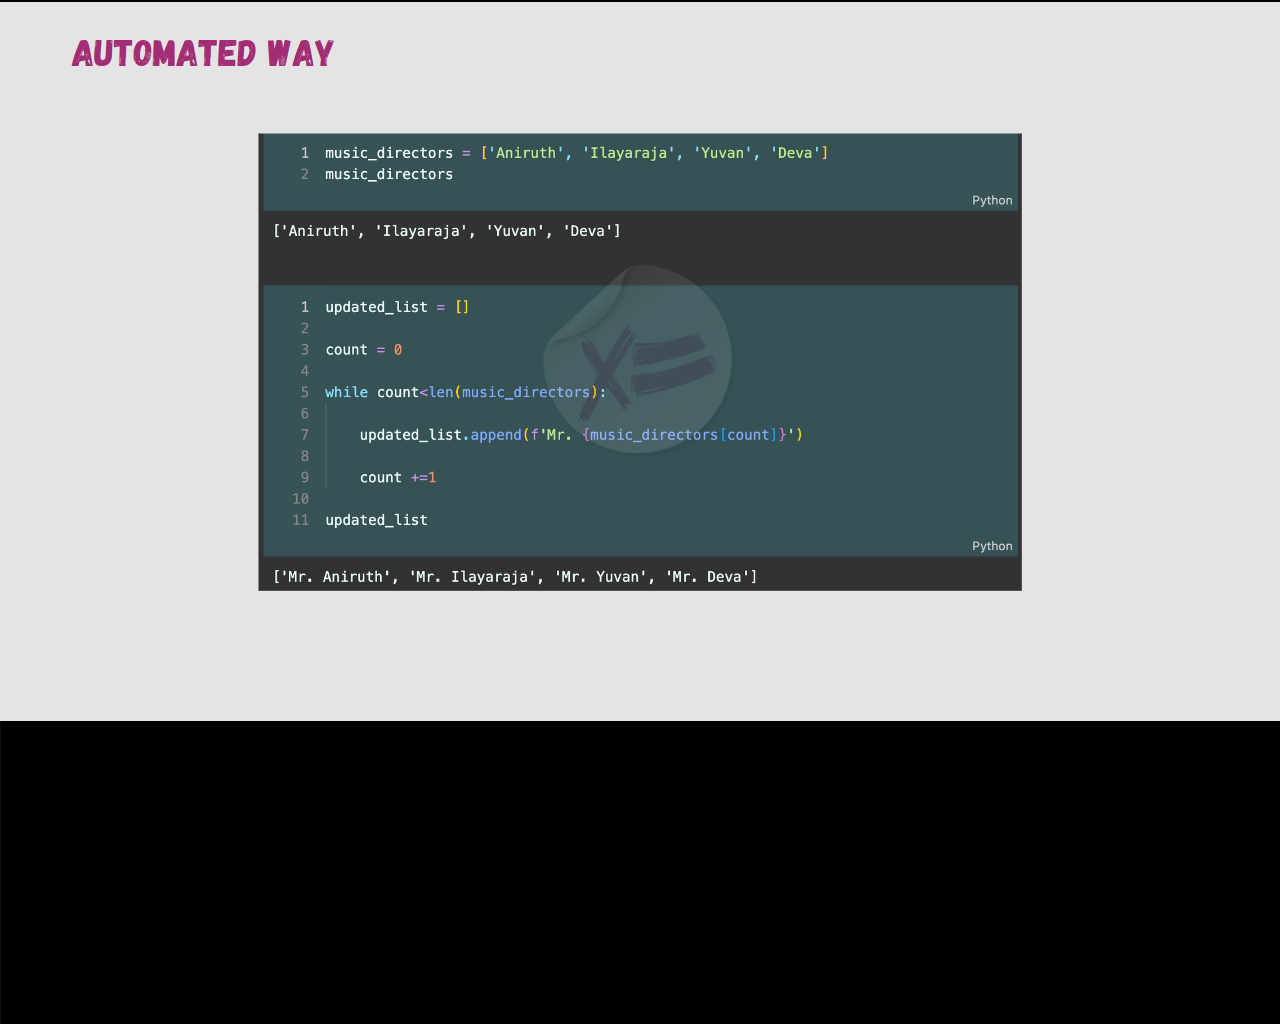 AUTOMATED WAY
1 music_directors = ['Aniruth', 'Ilayaraja', 'Yuvan', 'Deva']
2 music_directors
Python
['Aniruth', 'Ilayaraja', 'Yuvan', 'Deva']
1 updated_list = []
2
3 count = 0
4
5 while count<len(music_directors):
6
7 updated_list.append(f'Mr. {music_directors[count]}')
8
9 count +=1
10
11 updated_list
Python
['Mr. Aniruth', 'Mr. Ilayaraja', 'Mr. Yuvan', 'Mr. Deva']
X=